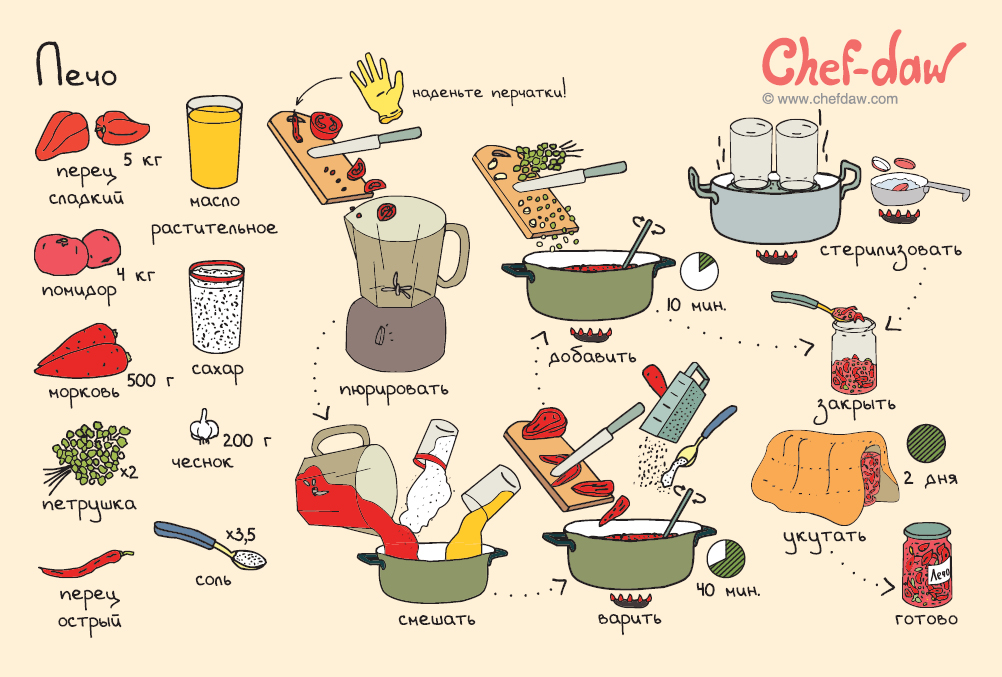 Лечо
Chef-daw
© www.chefdaw.com
наденьте перчатки!
5 кг
перец
сладкий
масло
растительное
4 кг
помидор
сахар
500 г
морковь
200 г
чеснок
x2
петрушка
x3,5
соль
перец
острый
пюрировать
смешать
40 мин.
варить
10 мин.
добавить
стерилизовать
закрыть
2 дня
укутать
Лечо
готово